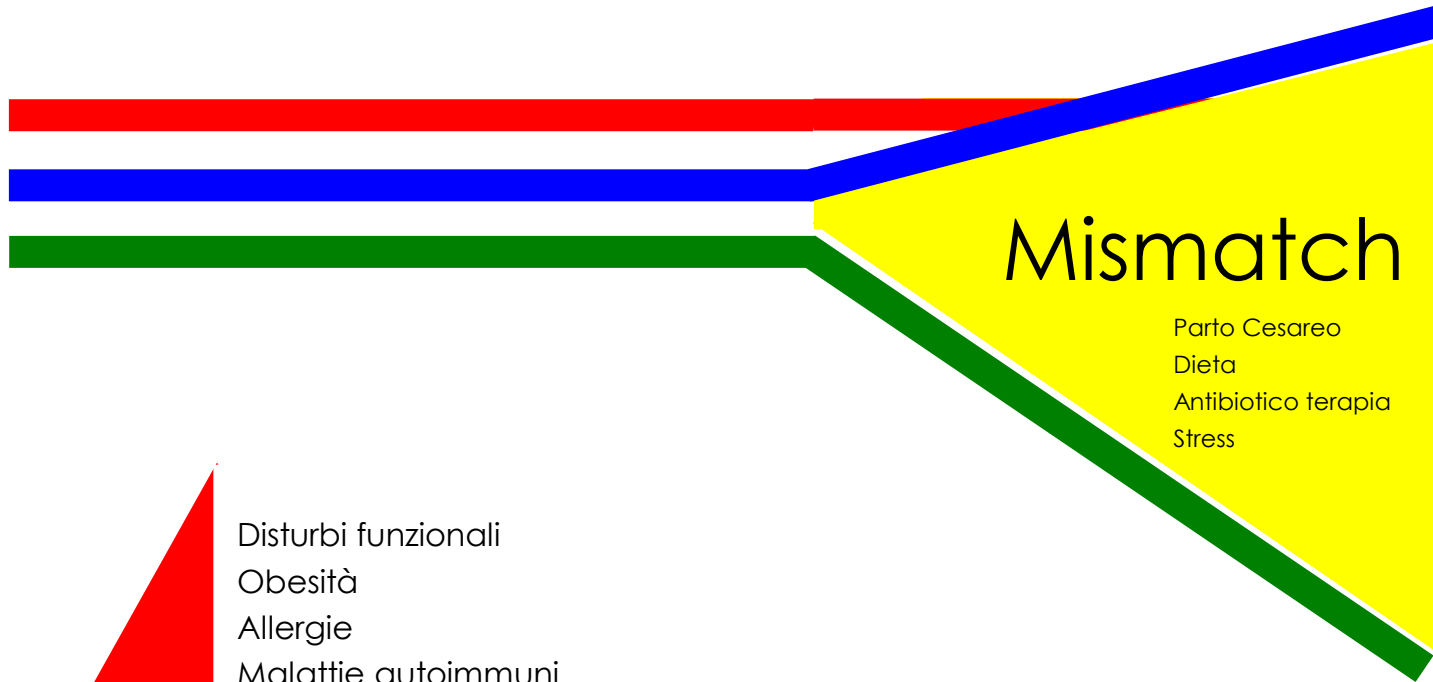 Mismatch
Parto Cesareo
Dieta
Antibiotico terapia
Stress
Disturbi funzionali
Obesità
Allergie
Malattie autoimmuni